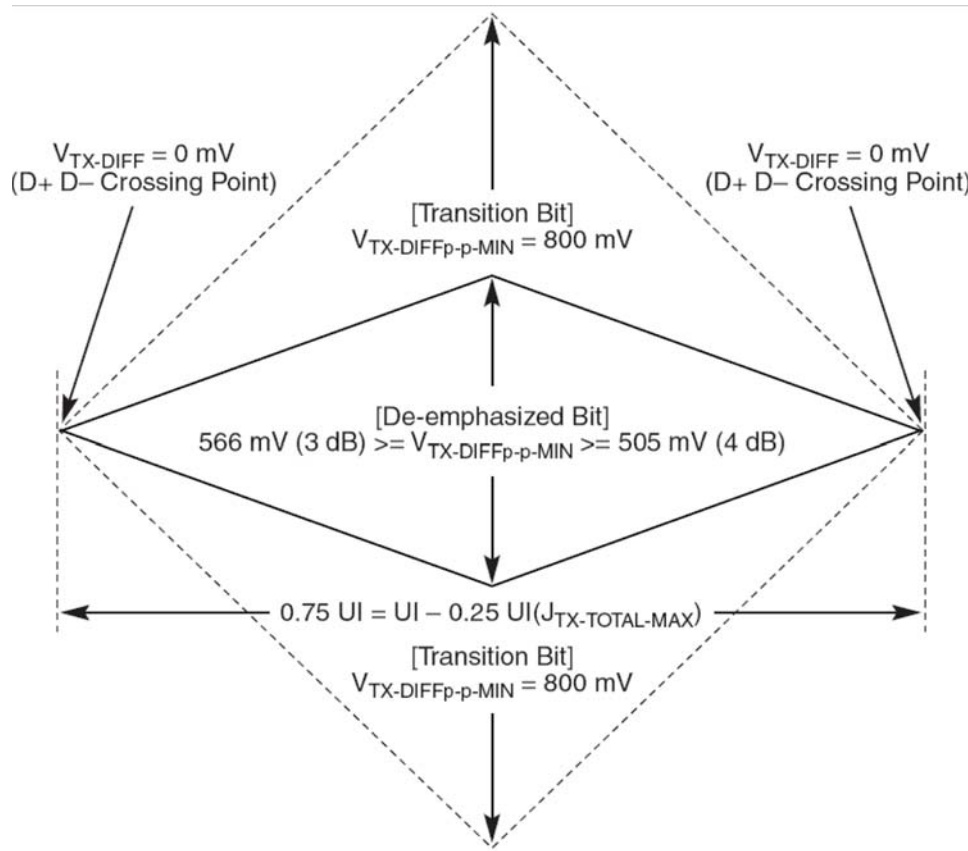 V_TX-DIFF = 0 mV
(D+ D– Crossing Point)
V_TX-DIFF = 0 mV
(D+ D– Crossing Point)
[Transition Bit]
V_TX-DIFFp-p-MIN = 800 mV
[De-emphasized Bit]
566 mV (3 dB) >= V_TX-DIFFp-p-MIN >= 505 mV (4 dB)
0.75 UI = UI – 0.25 UI(J_TX-TOTAL-MAX)
[Transition Bit]
V_TX-DIFFp-p-MIN = 800 mV